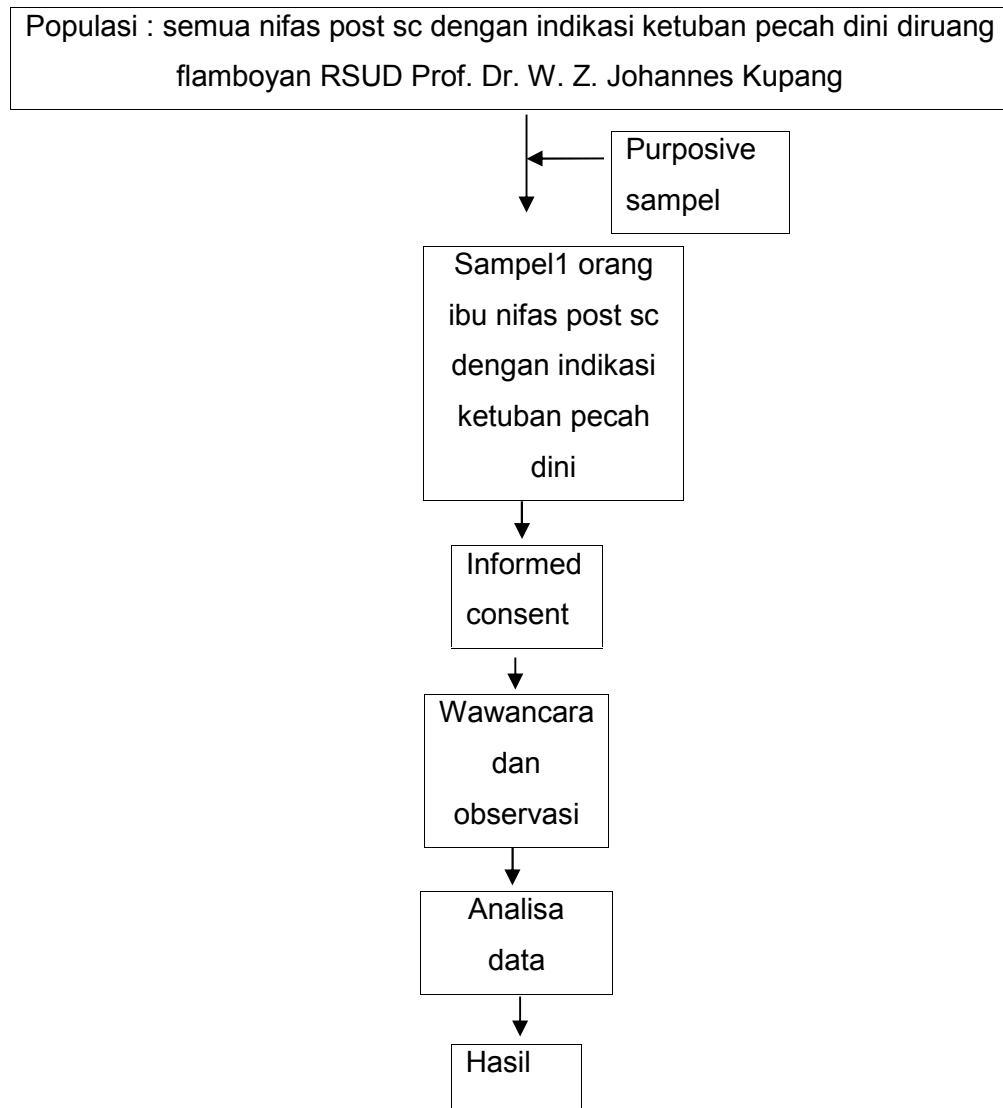 Populasi : semua nifas post sc dengan indikasi ketuban pecah dini diruang
flamboyan RSUD Prof. Dr. W. Z. Johannes Kupang
Purposive
sampel
Sampel1 orang
ibu nifas post sc
dengan indikasi
ketuban pecah
dini
Informed
consent
Wawancara
dan
observasi
Analisa
data
Hasil